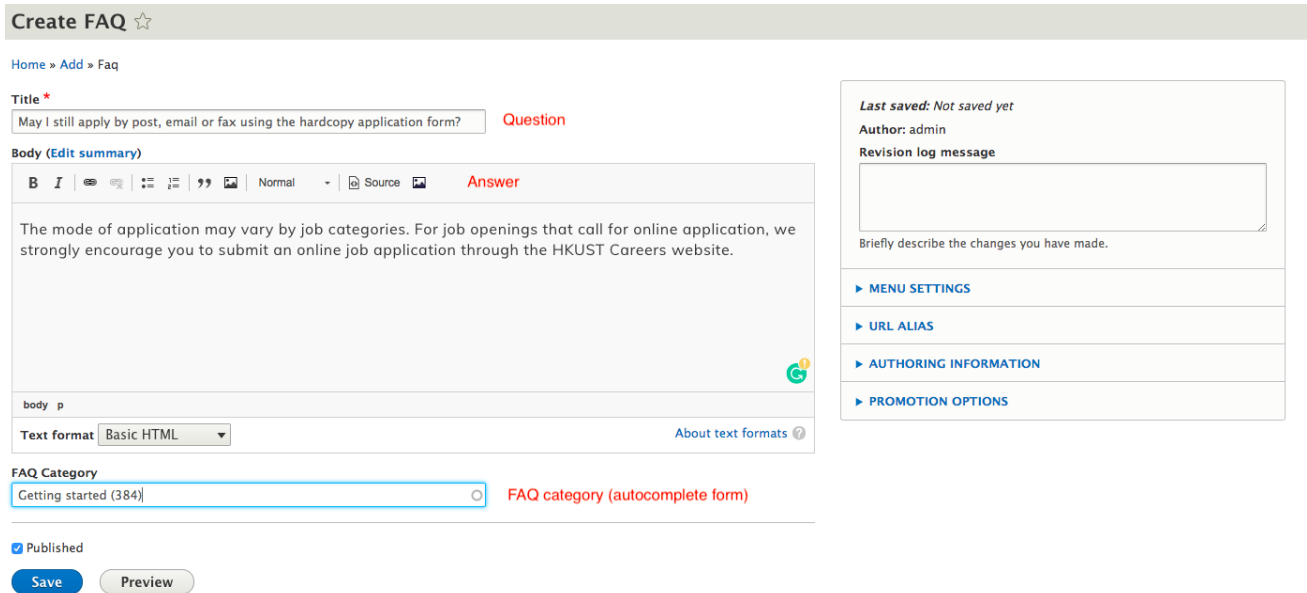 Create FAQ
Home » Add » Faq
Title *
May I still apply by post, email or fax using the hardcopy application form?
Question
Body (Edit summary)
B I Normal Source
Answer
The mode of application may vary by job categories. For job openings that call for online application, we
strongly encourage you to submit an online job application through the HKUST Careers website.
body p
Text format Basic HTML
About text formats ?
FAQ Category
Getting started (384)
FAQ category (autocomplete form)
Published
Save Preview
Last saved: Not saved yet
Author: admin
Revision log message
Briefly describe the changes you have made.
MENU SETTINGS
URL ALIAS
AUTHORING INFORMATION
PROMOTION OPTIONS